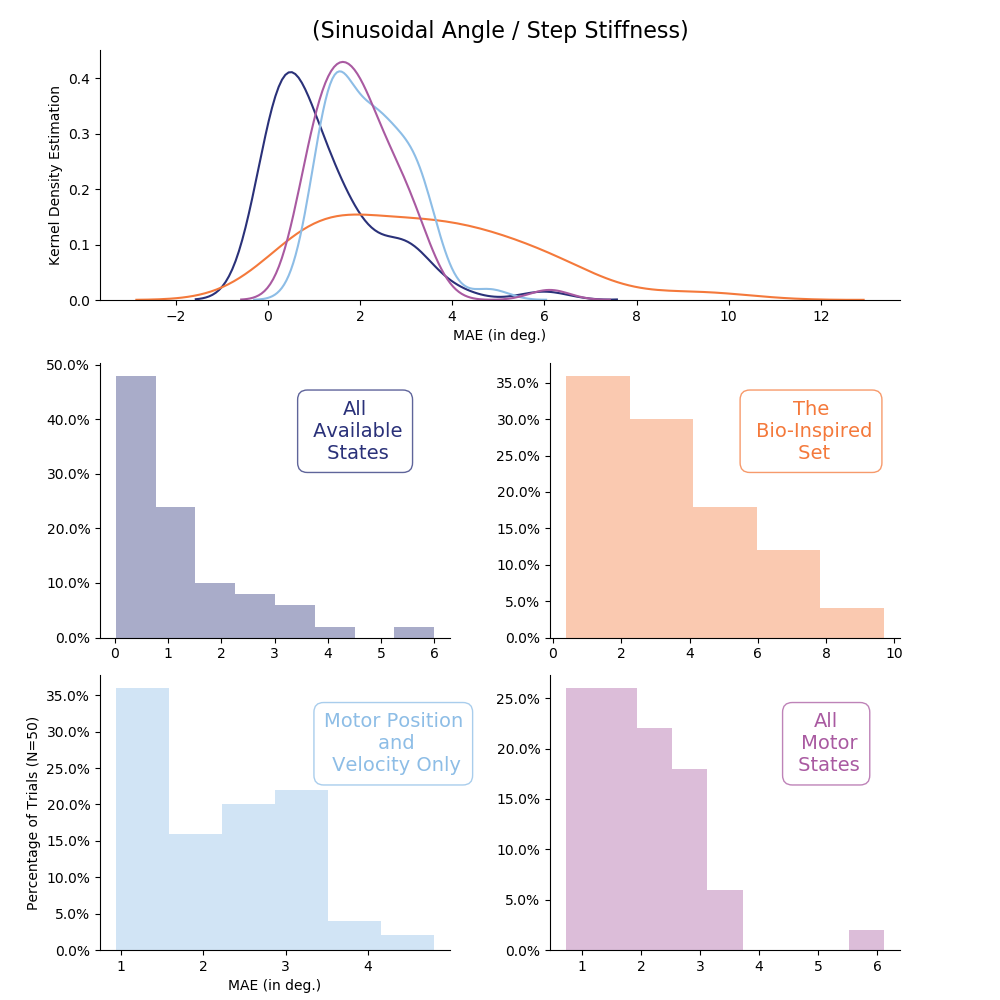 (Sinusoidal Angle / Step Stiffness)
Kernel Density Estimation
0.4
0.3
0.2
0.1
0.0
−2 0 2 4 6 8 10 12
MAE (in deg.)
50.0%
40.0%
30.0%
20.0%
10.0%
0.0%
0 1 2 3 4 5 6
All
Available
States
35.0%
30.0%
25.0%
20.0%
15.0%
10.0%
5.0%
0.0%
0 2 4 6 8 10
The
Bio-Inspired
Set
Percentage of Trials (N=50)
35.0%
30.0%
25.0%
20.0%
15.0%
10.0%
5.0%
0.0%
1 2 3 4
MAE (in deg.)
Motor Position
and
Velocity Only
25.0%
20.0%
15.0%
10.0%
5.0%
0.0%
1 2 3 4 5 6
All
Motor
States